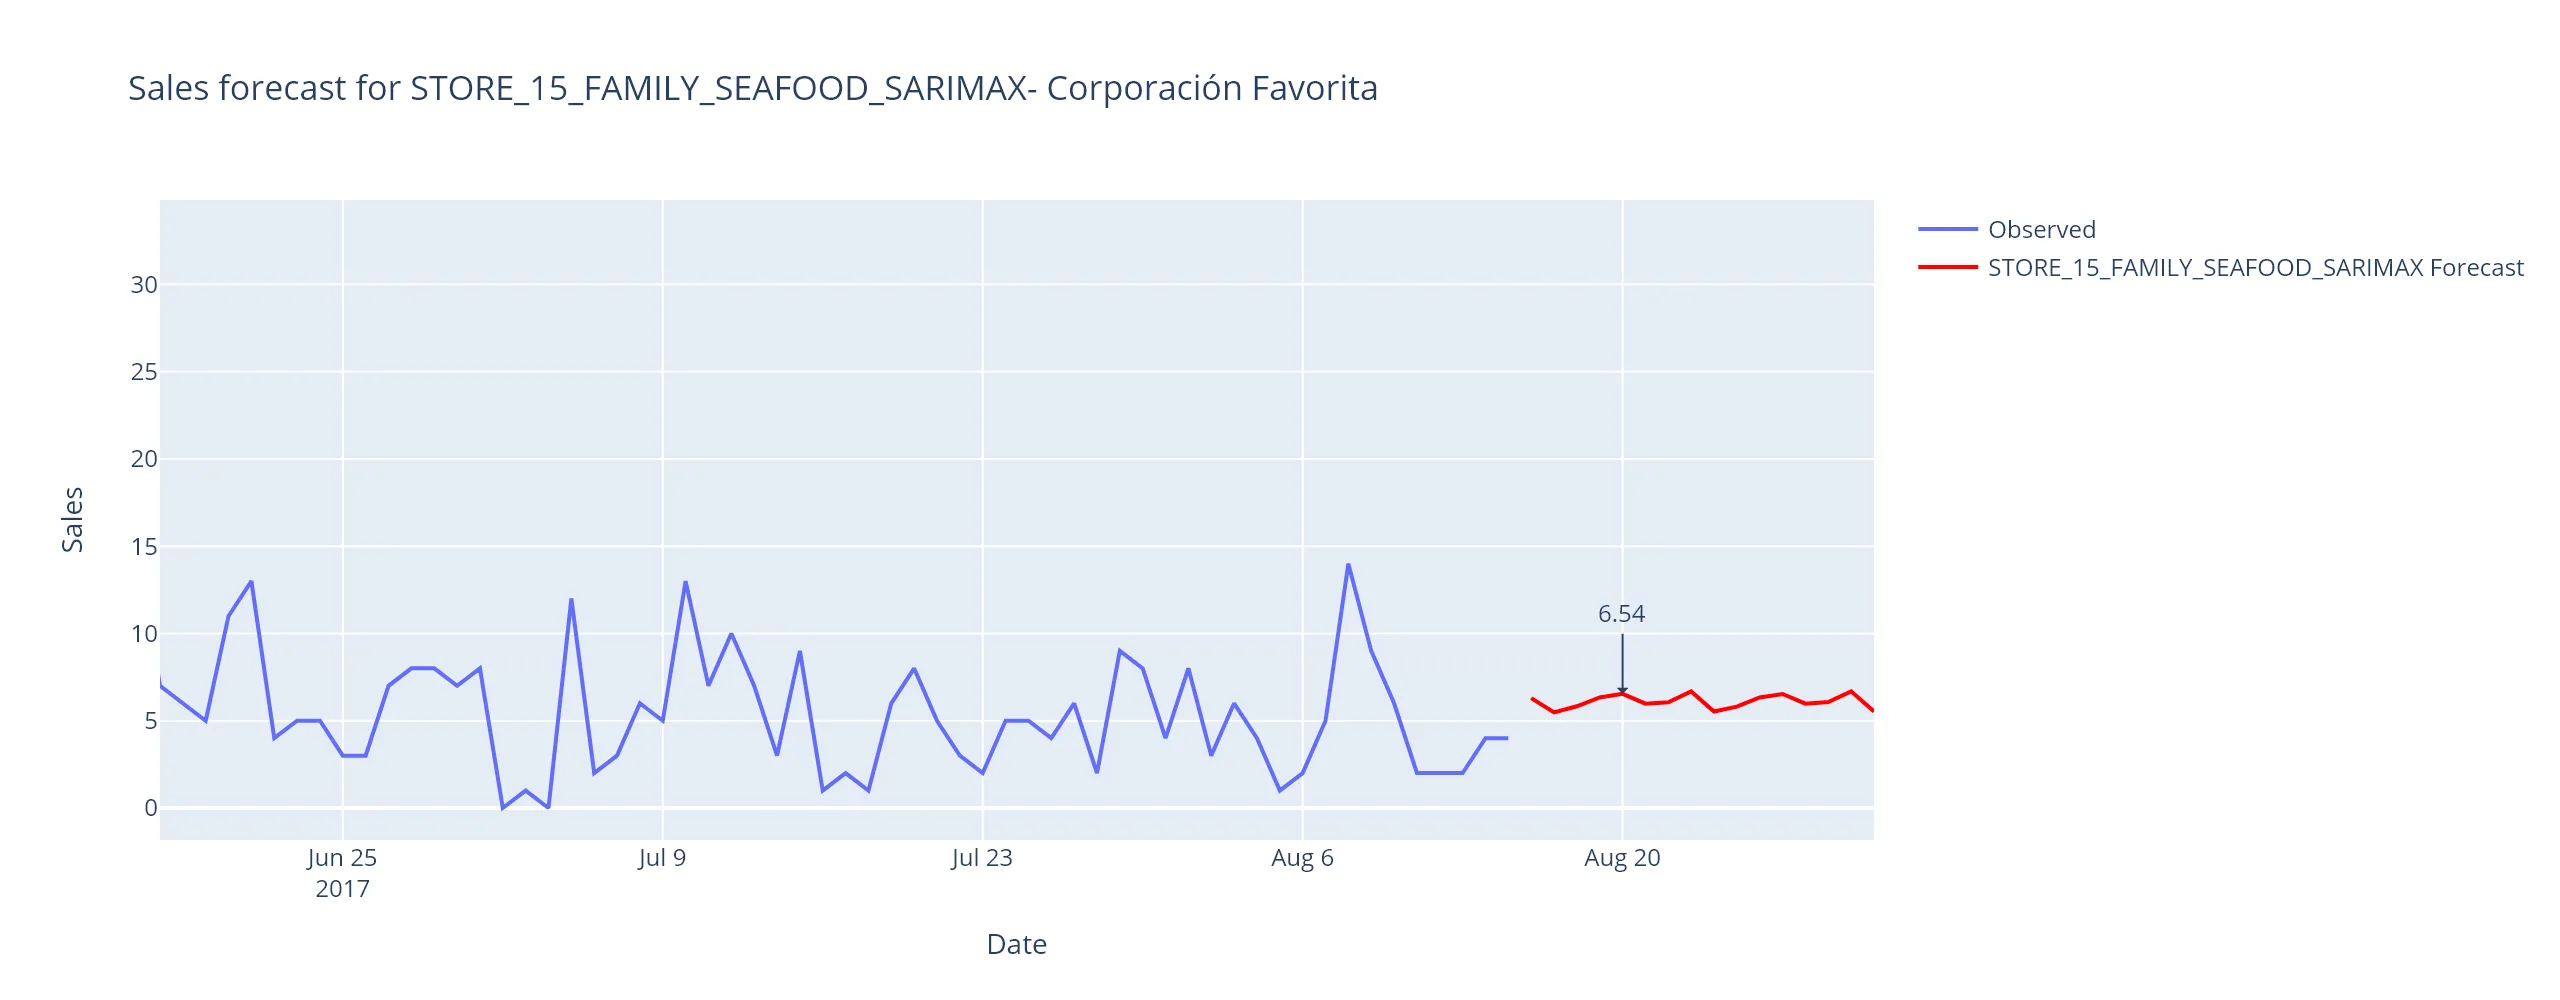 Sales forecast for STORE_15_FAMILY_SEAFOOD_SARIMAX- Corporación Favorita
Observed
STORE_15_FAMILY_SEAFOOD_SARIMAX Forecast
30
25
20
15
10
5
0
Sales
6.54
Jun 25
2017
Jul 9
Jul 23
Aug 6
Aug 20
Date